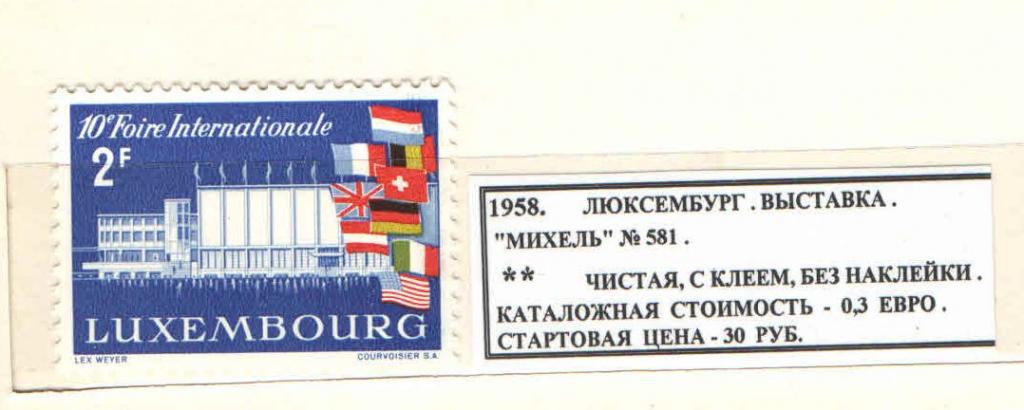 10e Foire Internationale
2F
LUXEMBOURG
LEX WEYER
COURVOISIER S.A
1958. ЛЮКСЕМБУРГ . ВЫСТАВКА .
"МИХЕЛЬ" № 581 .
** ЧИСТАЯ, С КЛЕЕМ, БЕЗ НАКЛЕЙКИ .
КАТАЛОЖНАЯ СТОИМОСТЬ - 0,3 ЕВРО .
СТАРТОВАЯ ЦЕНА - 30 РУБ.